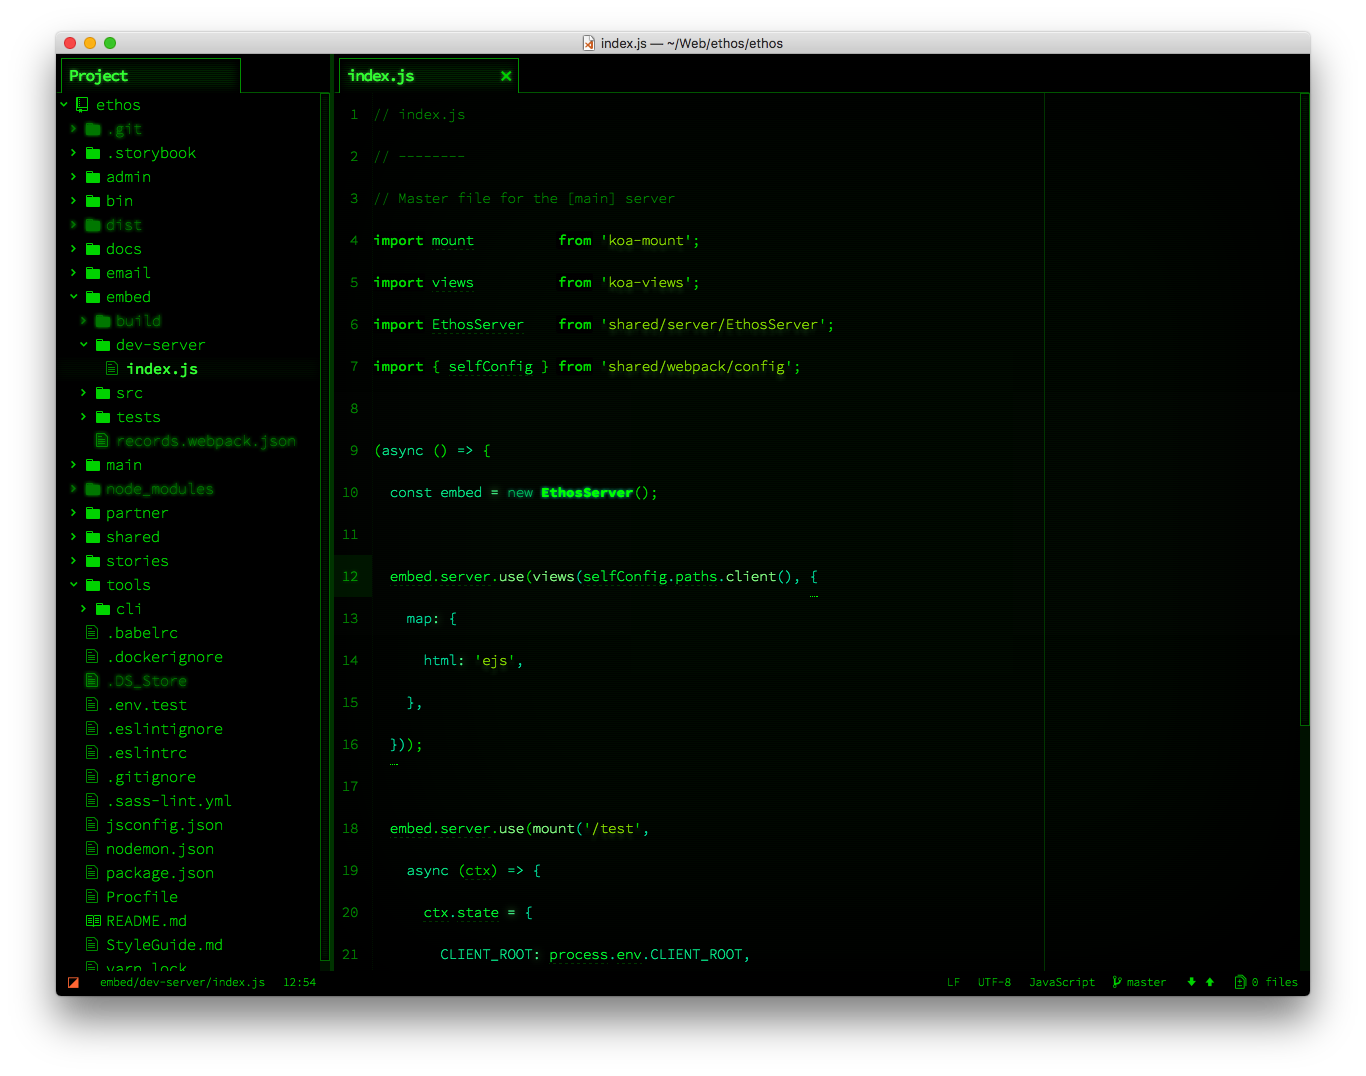 index.js — ~/Web/ethos/ethos
Project
ethos
.git
.storybook
admin
bin
dist
docs
email
embed
build
dev-server
index.js
src
tests
records.webpack.json
main
node_modules
partner
shared
stories
tools
cli
.babelrc
.dockerignore
.DS_Store
.env.test
.eslintignore
.eslintrc
.gitignore
.sass-lint.yml
jsconfig.json
nodemon.json
package.json
Procfile
README.md
StyleGuide.md
yarn.lock
index.js
1 // index.js
2 // --------
3 // Master file for the [main] server
4 import mount          from 'koa-mount';
5 import views          from 'koa-views';
6 import EthosServer    from 'shared/server/EthosServer';
7 import { selfConfig } from 'shared/webpack/config';
8
9 (async () => {
10   const embed = new EthosServer();
11
12   embed.server.use(views(selfConfig.paths.client(), {
13     map: {
14       html: 'ejs',
15     },
16   }));
17
18   embed.server.use(mount('/test',
19     async (ctx) => {
20       ctx.state = {
21         CLIENT_ROOT: process.env.CLIENT_ROOT,
embed/dev-server/index.js 12:54 LF UTF-8 JavaScript master 0 files